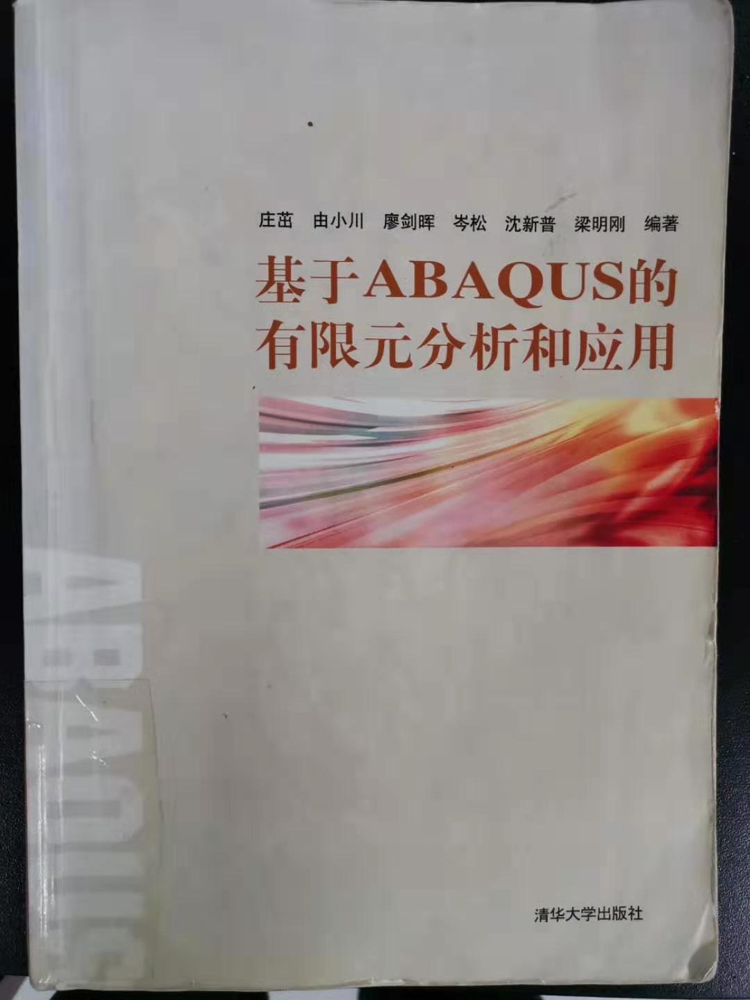 庄茁 由小川 廖剑晖 岑松 沈新普 梁明刚 编著
基于ABAQUS的
有限元分析和应用
ABAQUS
清华大学出版社